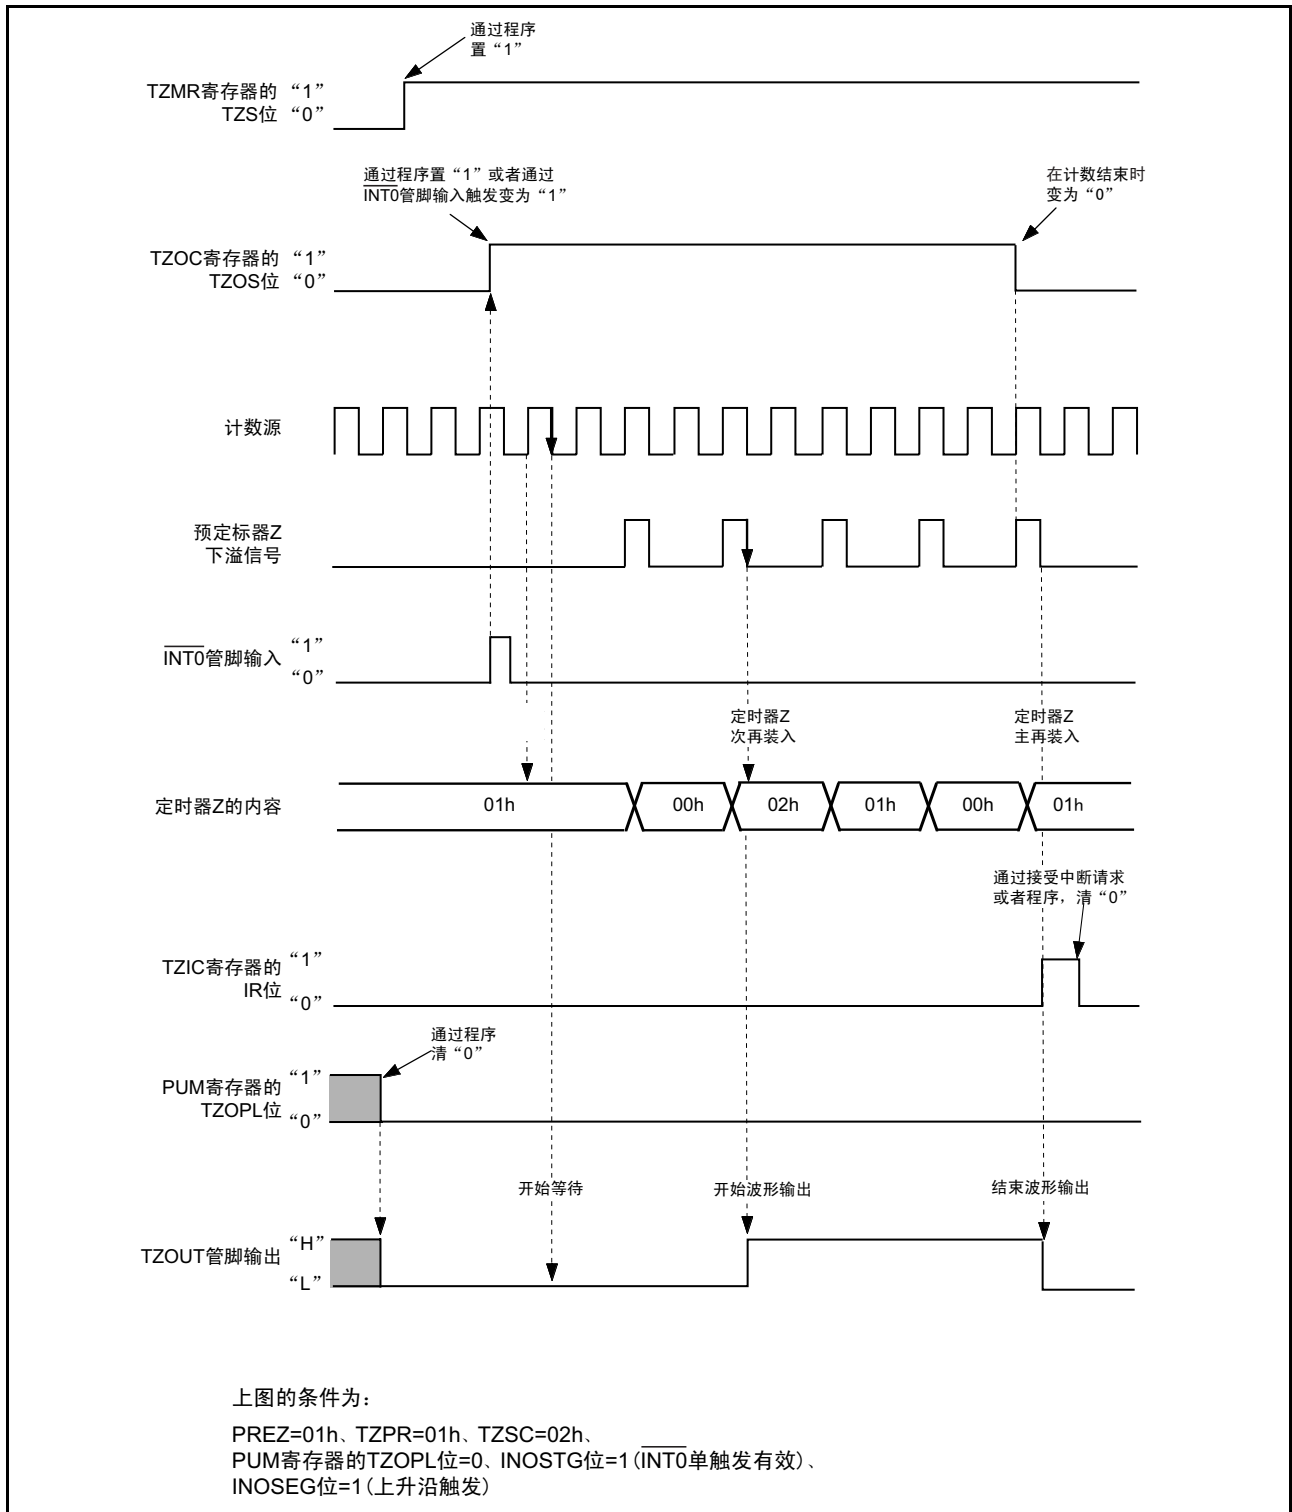 通过程序
置“1”
TZMR寄存器的 “1”
TZS位 “0”
通过程序置“1”或者通过
INT0管脚输入触发变为“1”
在计数结束时
变为“0”
TZOC寄存器的 “1”
TZOS位 “0”
计数源
预定标器Z
下溢信号
INT0管脚输入 “1”
“0”
定时器Z
次再装入
定时器Z
主再装入
定时器Z的内容 01h 00h 02h 01h 00h 01h
通过接受中断请求
或者程序，清“0”
TZIC寄存器的 “1”
IR位 “0”
通过程序
清“0”
PUM寄存器的 “1”
TZOPL位 “0”
开始等待 开始波形输出 结束波形输出
TZOUT管脚输出 “H”
“L”
上图的条件为：
PREZ=01h、TZPR=01h、TZSC=02h、
PUM寄存器的TZOPL位=0、INOSTG位=1（INT0单触发有效）、
INOSEG位=1（上升沿触发）